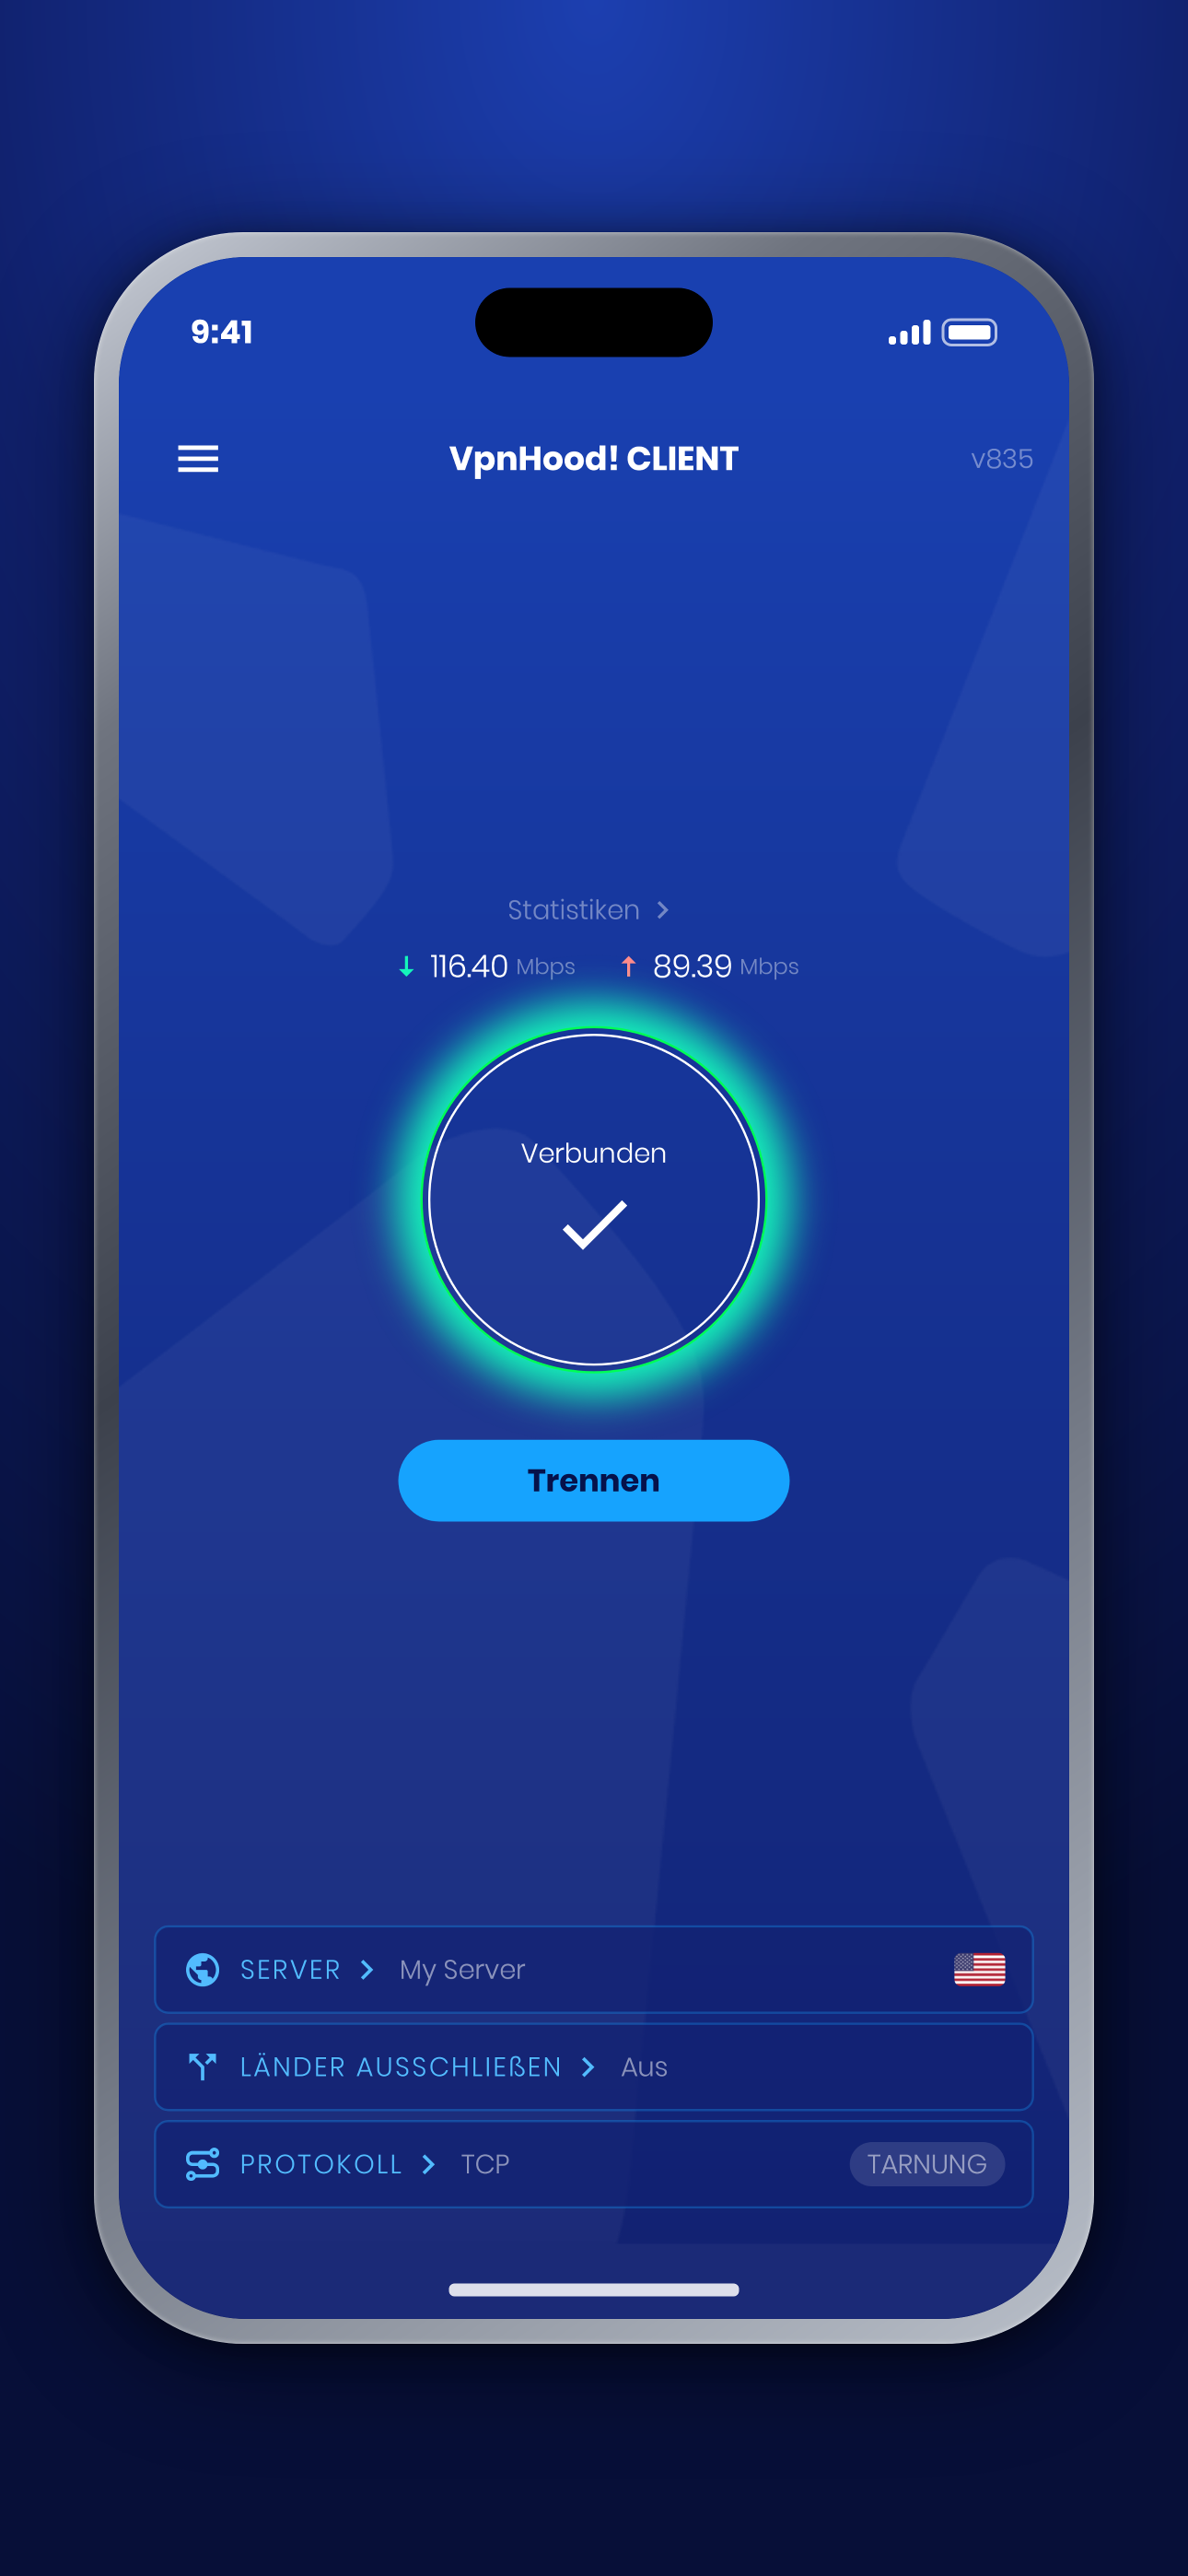 9:41
VpnHood! CLIENT
v835
Statistiken
116.40 Mbps 89.39 Mbps
Verbunden
Trennen
SERVER My Server
LÄNDER AUSSCHLIEßEN Aus
PROTOKOLL TCP TARNUNG